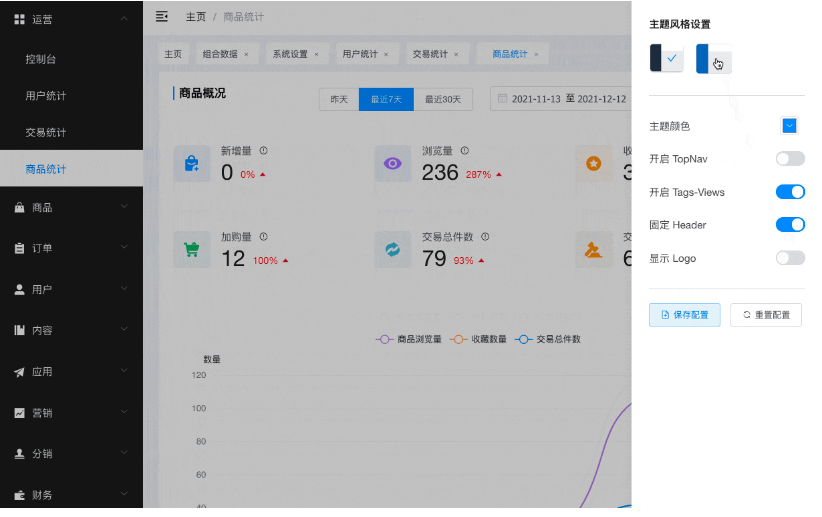 运营
控制台
用户统计
交易统计
商品统计
商品
订单
用户
内容
应用
营销
分销
财务
主页 / 商品统计
主页 组合数据 × 系统设置 × 用户统计 × 交易统计 × 商品统计 ×
商品概况
昨天 最近7天 最近30天 2021-11-13 至 2021-12-12
新增量
0 0%
浏览量
236 287%
收
加购量
12 100%
交易总件数
79 93%
交
商品浏览量 收藏数量 交易总件数
数量
120
100
80
60
40
主题风格设置
主题颜色
开启 TopNav
开启 Tags-Views
固定 Header
显示 Logo
保存配置 重置配置